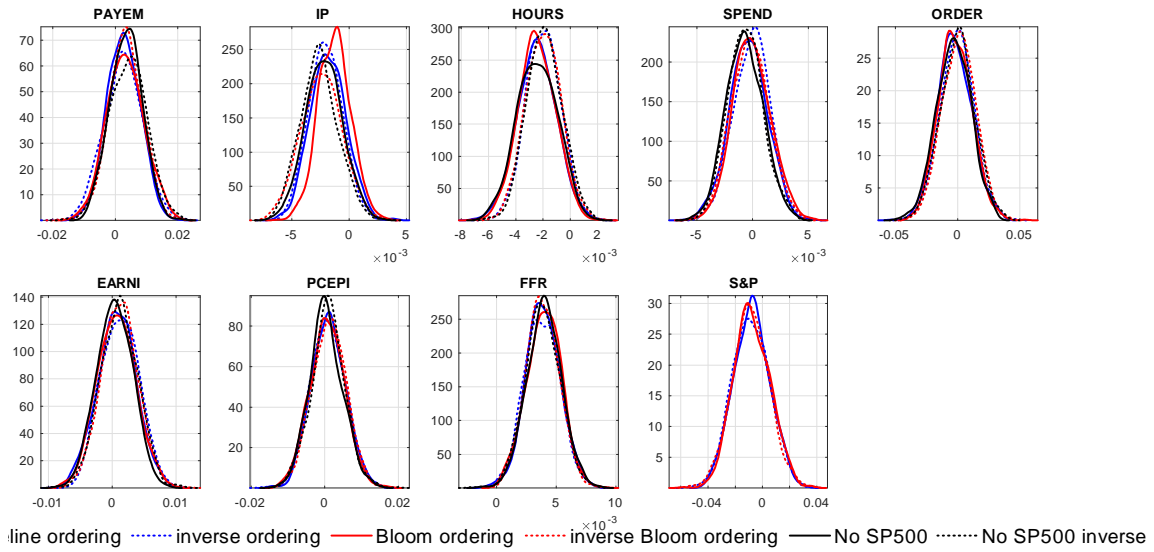 PAYEM IP HOURS SPEND ORDER
70 60 50 40 30 20 10
-0.02 0 0.02
250 200 150 100 50
-5 0 5
×10⁻³
300 250 200 150 100 50
-8 -6 -4 -2 0 2
×10⁻³
200 150 100 50
-5 0 5
×10⁻³
25 20 15 10 5
-0.05 0 0.05
EARNI PCEPI FFR S&P
140 120 100 80 60 40 20
-0.01 0 0.01
80 60 40 20
-0.02 0 0.02
250 200 150 100 50
0 5 10
×10⁻³
30 25 20 15 10 5
-0.04 0 0.04
line ordering inverse ordering Bloom ordering inverse Bloom ordering No SP500 No SP500 inverse